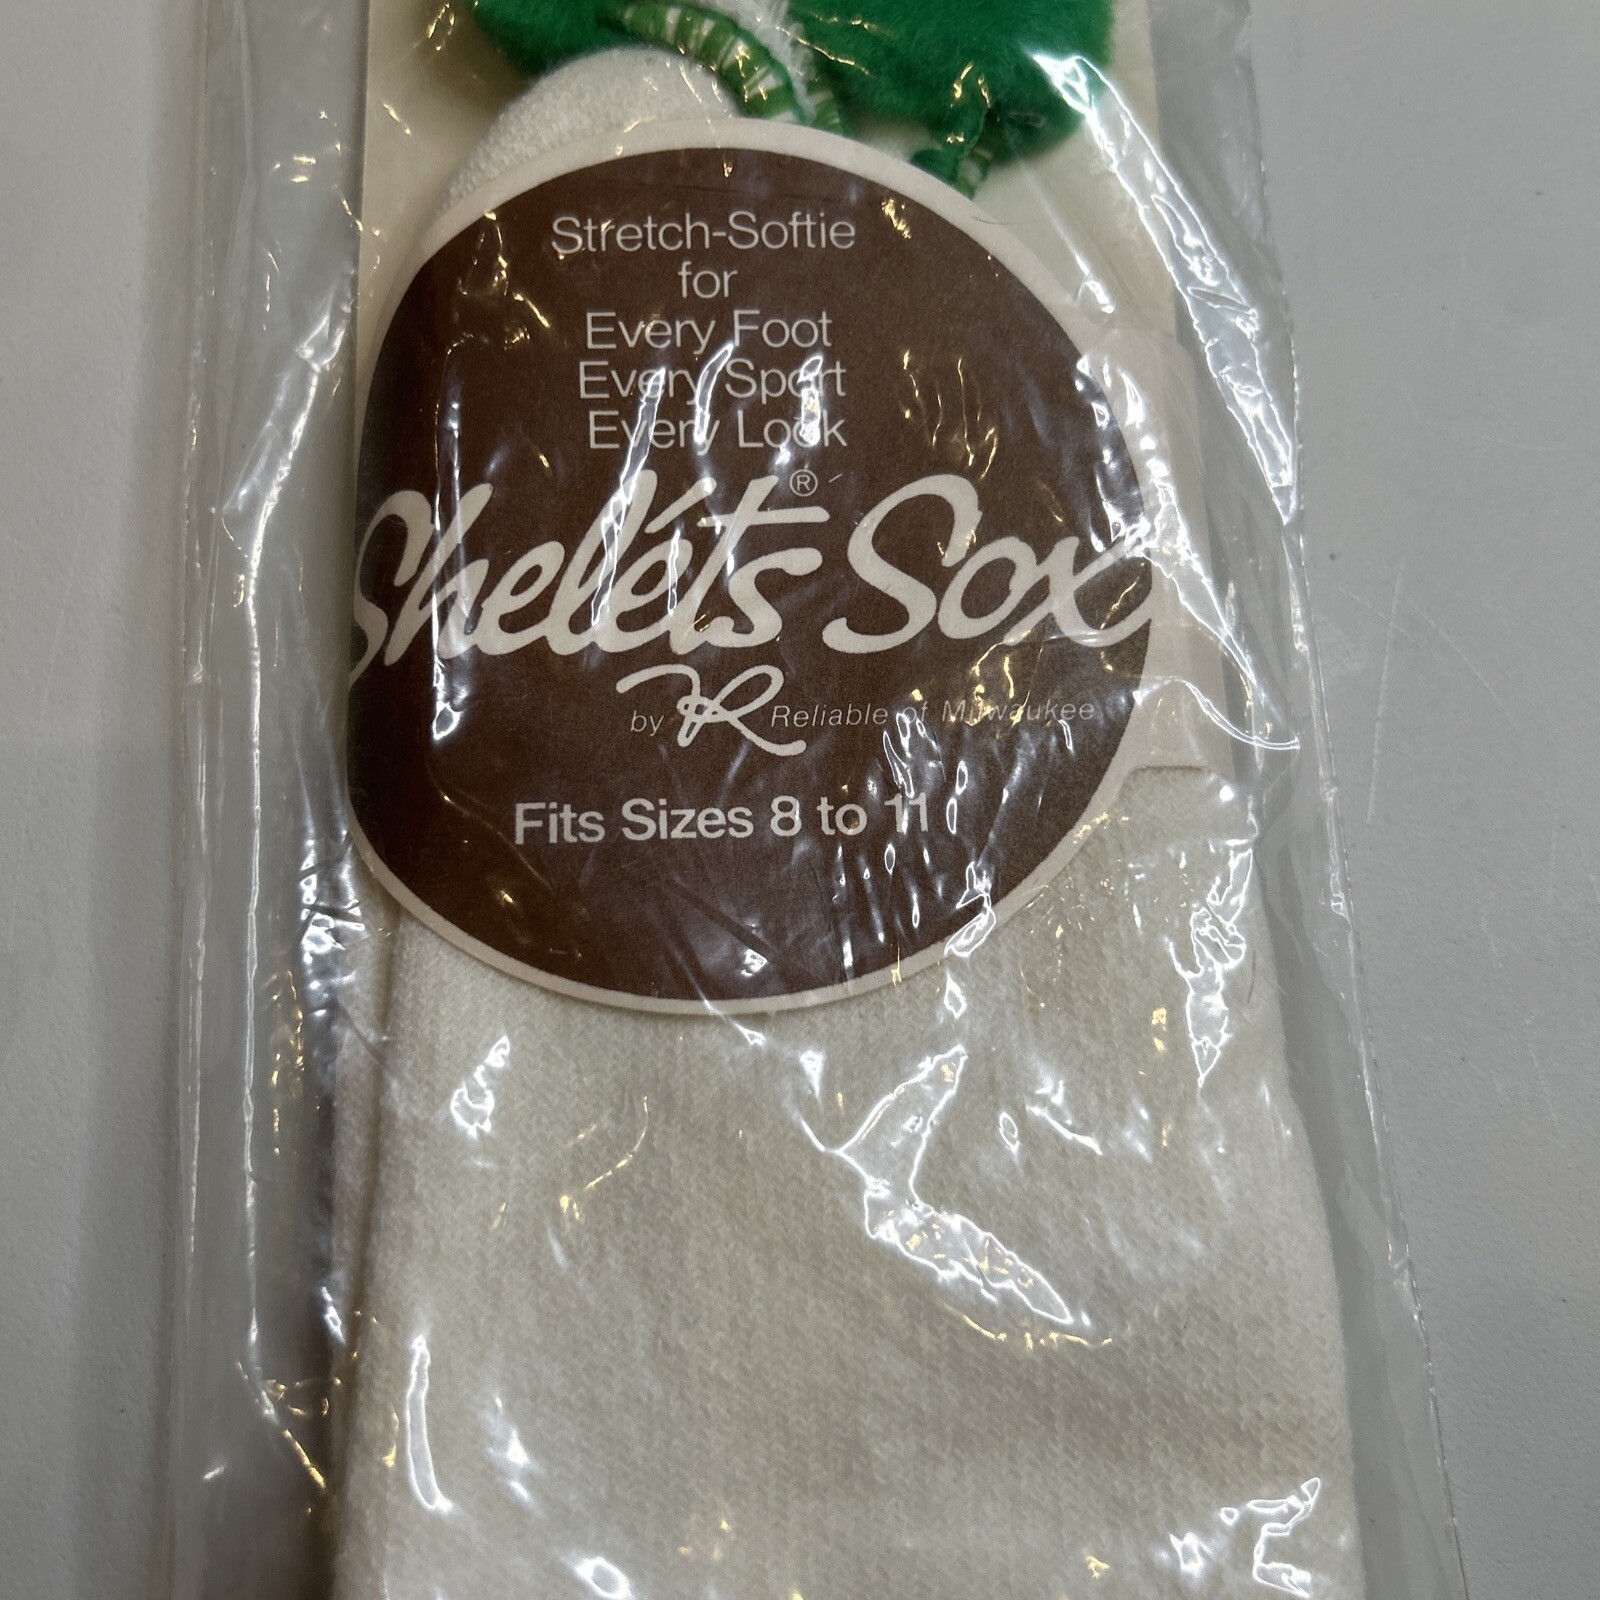 Stretch-Softie
for
Every Foot
Every Sport
Every Look
Sheléts® Sox
by R Reliable of Milwaukee
Fits Sizes 8 to 11